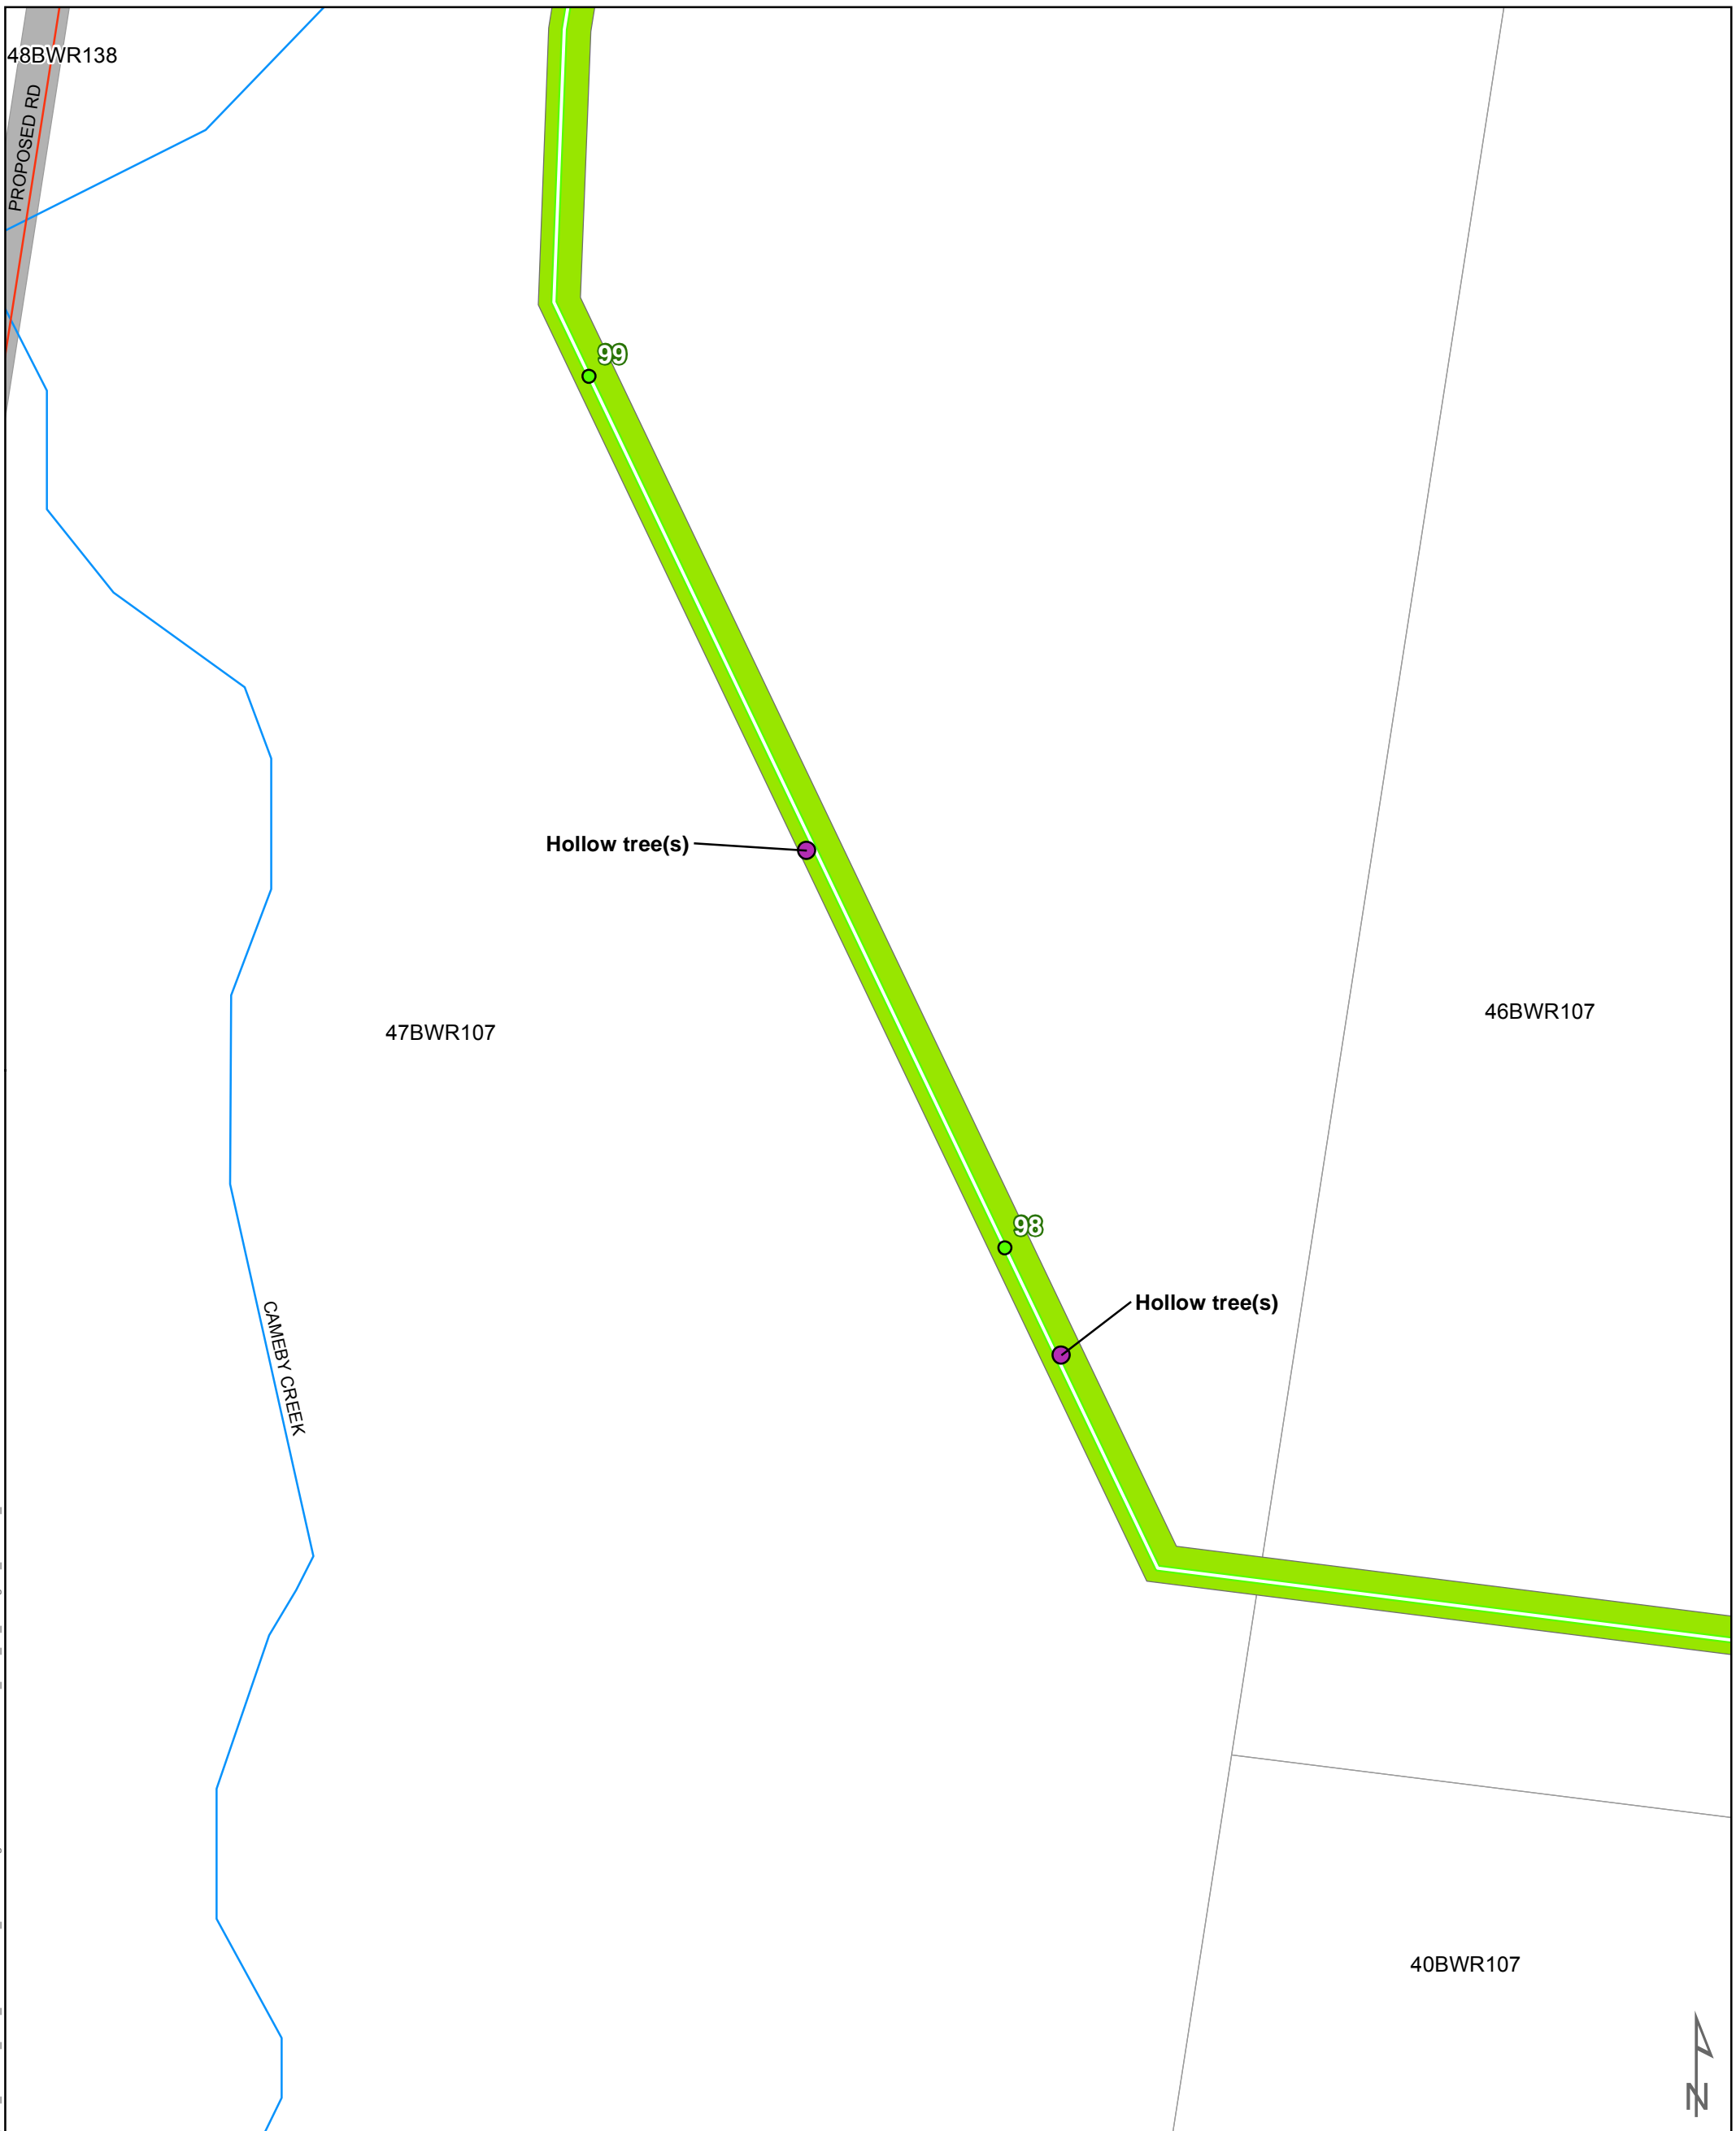 48BWR138
PROPOSED RD
99
Hollow tree(s)
46BWR107
47BWR107
98
Hollow tree(s)
CAMEBY CREEK
40BWR107
N